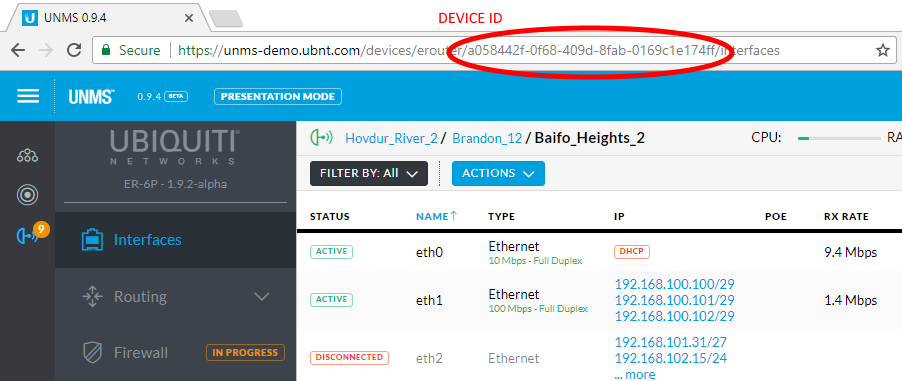 UNMS 0.9.4
DEVICE ID
Secure https://unms-demo.ubnt.com/devices/erouter/a058442f-0f68-409d-8fab-0169c1e174ff/interfaces
UNMS™ 0.9.4 BETA PRESENTATION MODE
UBIQUITI
NETWORKS
ER-6P - 1.9.2-alpha
9
Interfaces
Routing
Firewall IN PROGRESS
Hovdur_River_2 / Brandon_12 / Baifo_Heights_2 CPU: RA
FILTER BY: All ACTIONS
STATUS NAME↑ TYPE IP POE RX RATE
ACTIVE eth0 Ethernet DHCP 9.4 Mbps
10 Mbps - Full Duplex
ACTIVE eth1 Ethernet 192.168.100.100/29 1.4 Mbps
100 Mbps - Full Duplex 192.168.100.101/29
192.168.100.102/29
DISCONNECTED eth2 Ethernet 192.168.101.31/27
192.168.102.15/24
... more